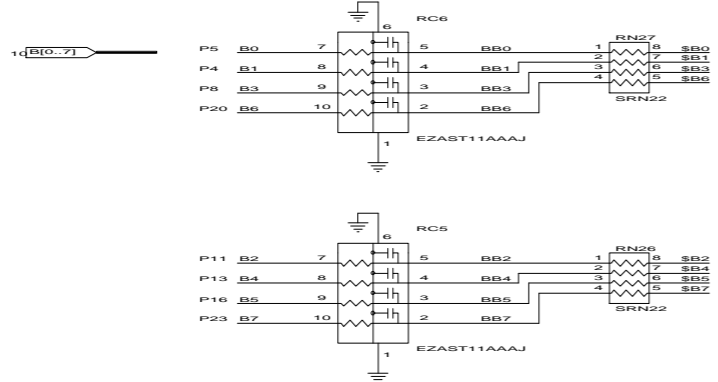 6 RC6
10 B[0..7]
P5 B0 7 5 BB0 1 8 $B0
RN27
P4 B1 8 4 BB1 2 7 $B1
P8 B3 9 3 BB3 3 6 $B3
P20 B6 10 2 BB6 4 5 $B6
SRN22
1 EZAST11AAAJ
6 RC5
RN26
P11 B2 7 5 BB2 1 8 $B2
P13 B4 8 4 BB4 2 7 $B4
P16 B5 9 3 BB5 3 6 $B5
P23 B7 10 2 BB7 4 5 $B7
SRN22
1 EZAST11AAAJ